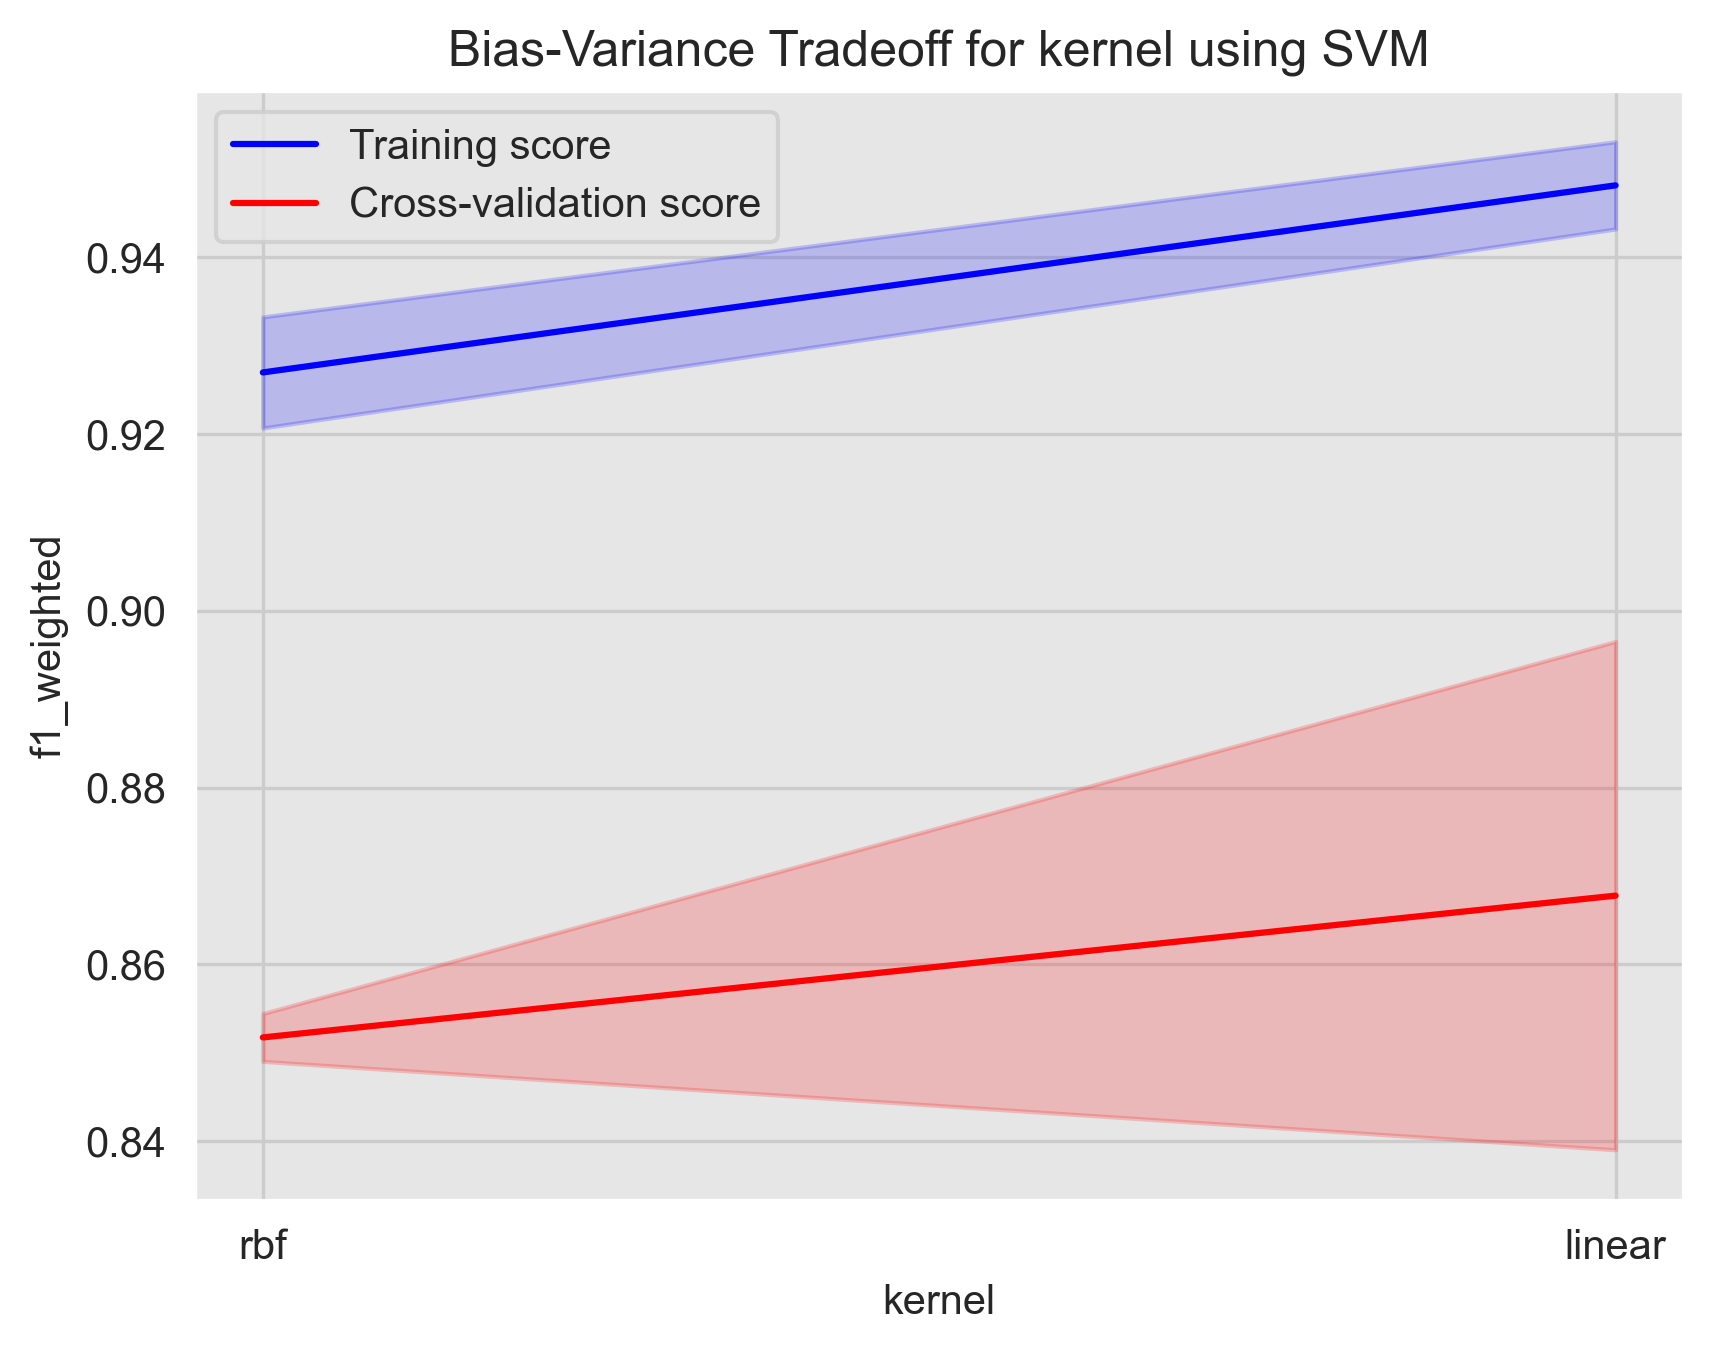 Bias-Variance Tradeoff for kernel using SVM
Training score
Cross-validation score
f1_weighted
0.94
0.92
0.90
0.88
0.86
0.84
rbf
linear
kernel